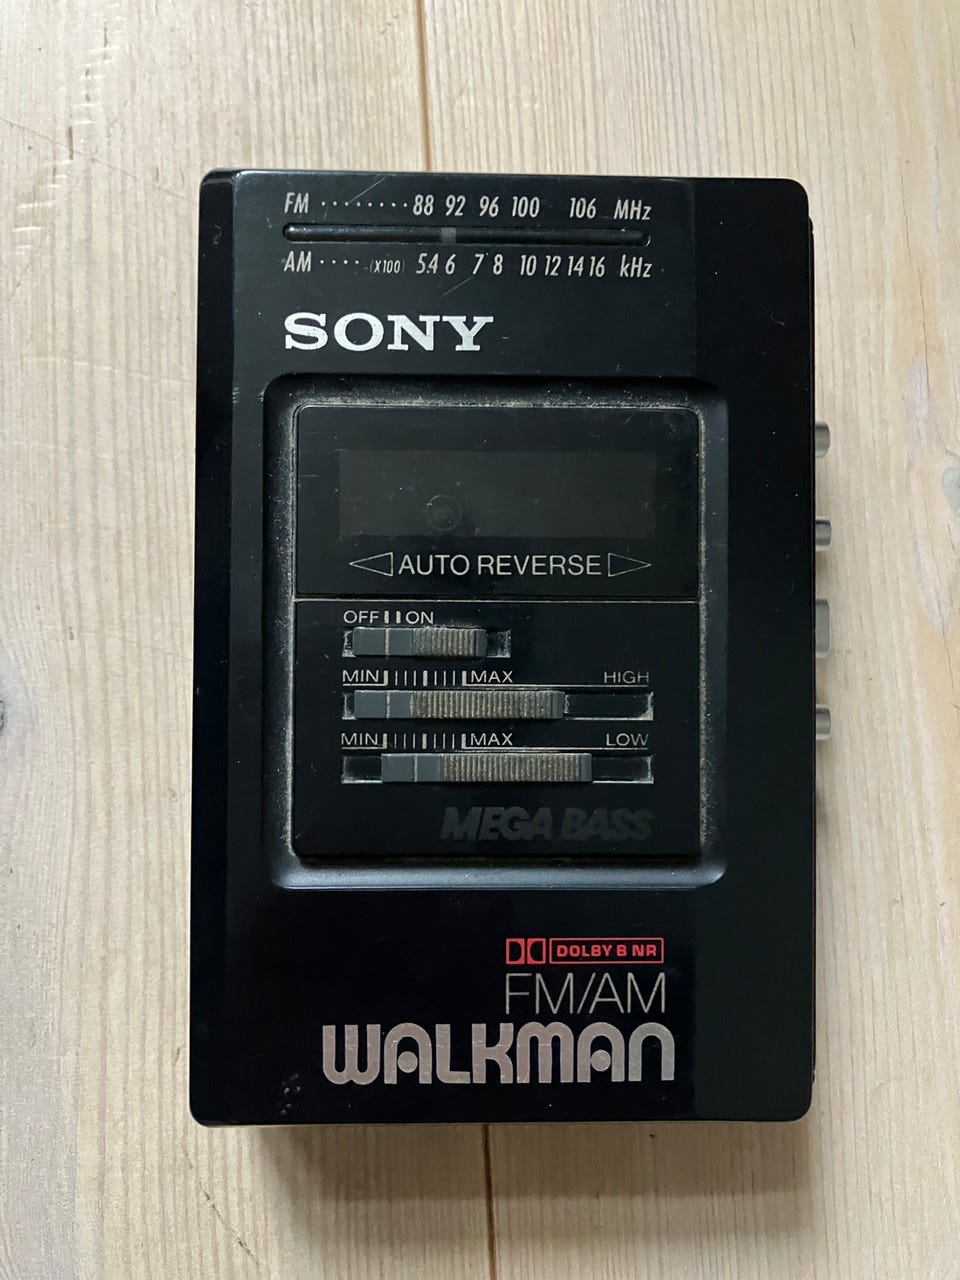 FM ········ 88 92 96 100 106 MHz
AM ···· (X100) 5.4 6 7 8 10 12 14 16 kHz
SONY
AUTO REVERSE
OFF ON
MIN MAX HIGH
MIN MAX LOW
MEGA BASS
DOLBY B NR
FM/AM
WALKMAN